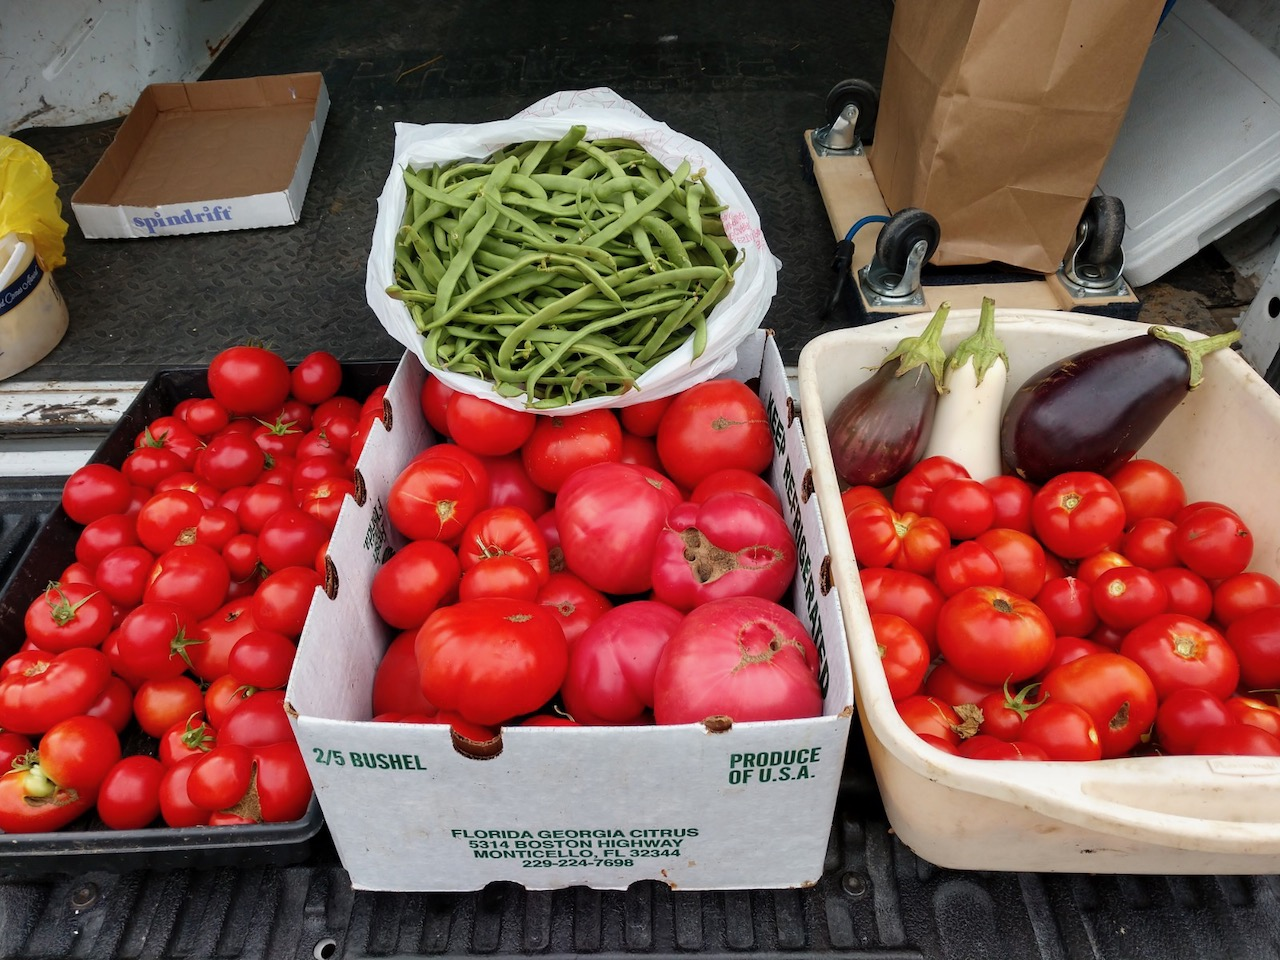 spindrift
KEEP REFRIGERATED
2/5 BUSHEL
PRODUCE
OF U.S.A.
FLORIDA GEORGIA CITRUS
5314 BOSTON HIGHWAY
MONTICELLO, FL 32344
229-224-7698